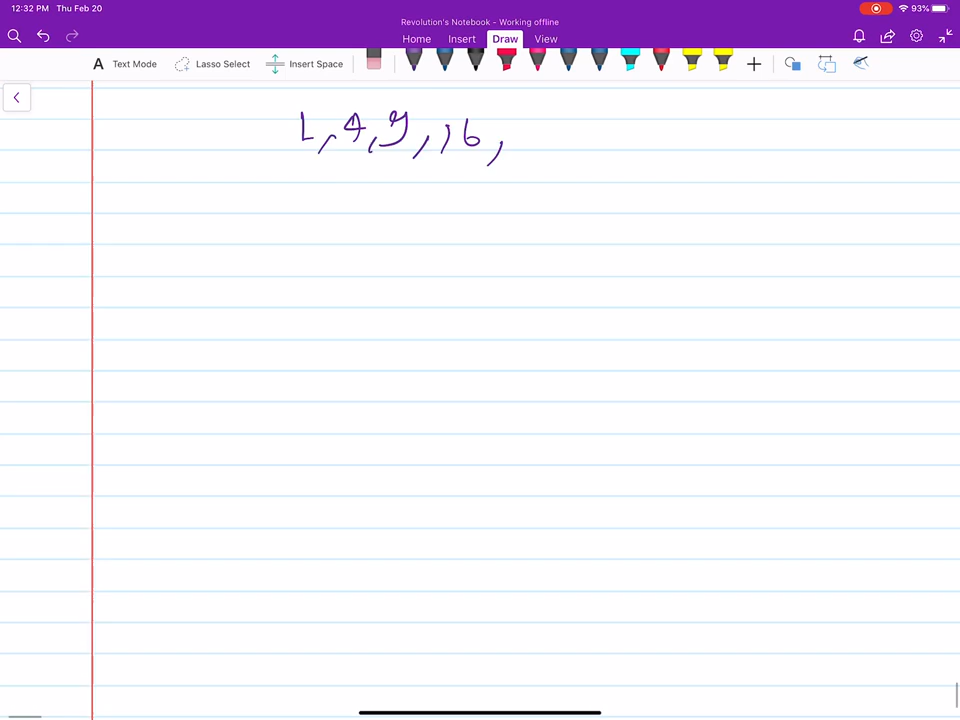 12:32 PM Thu Feb 20
93%
Revolution's Notebook - Working offline
Home Insert Draw View
A Text Mode Lasso Select Insert Space
1, 4, 9, 16,